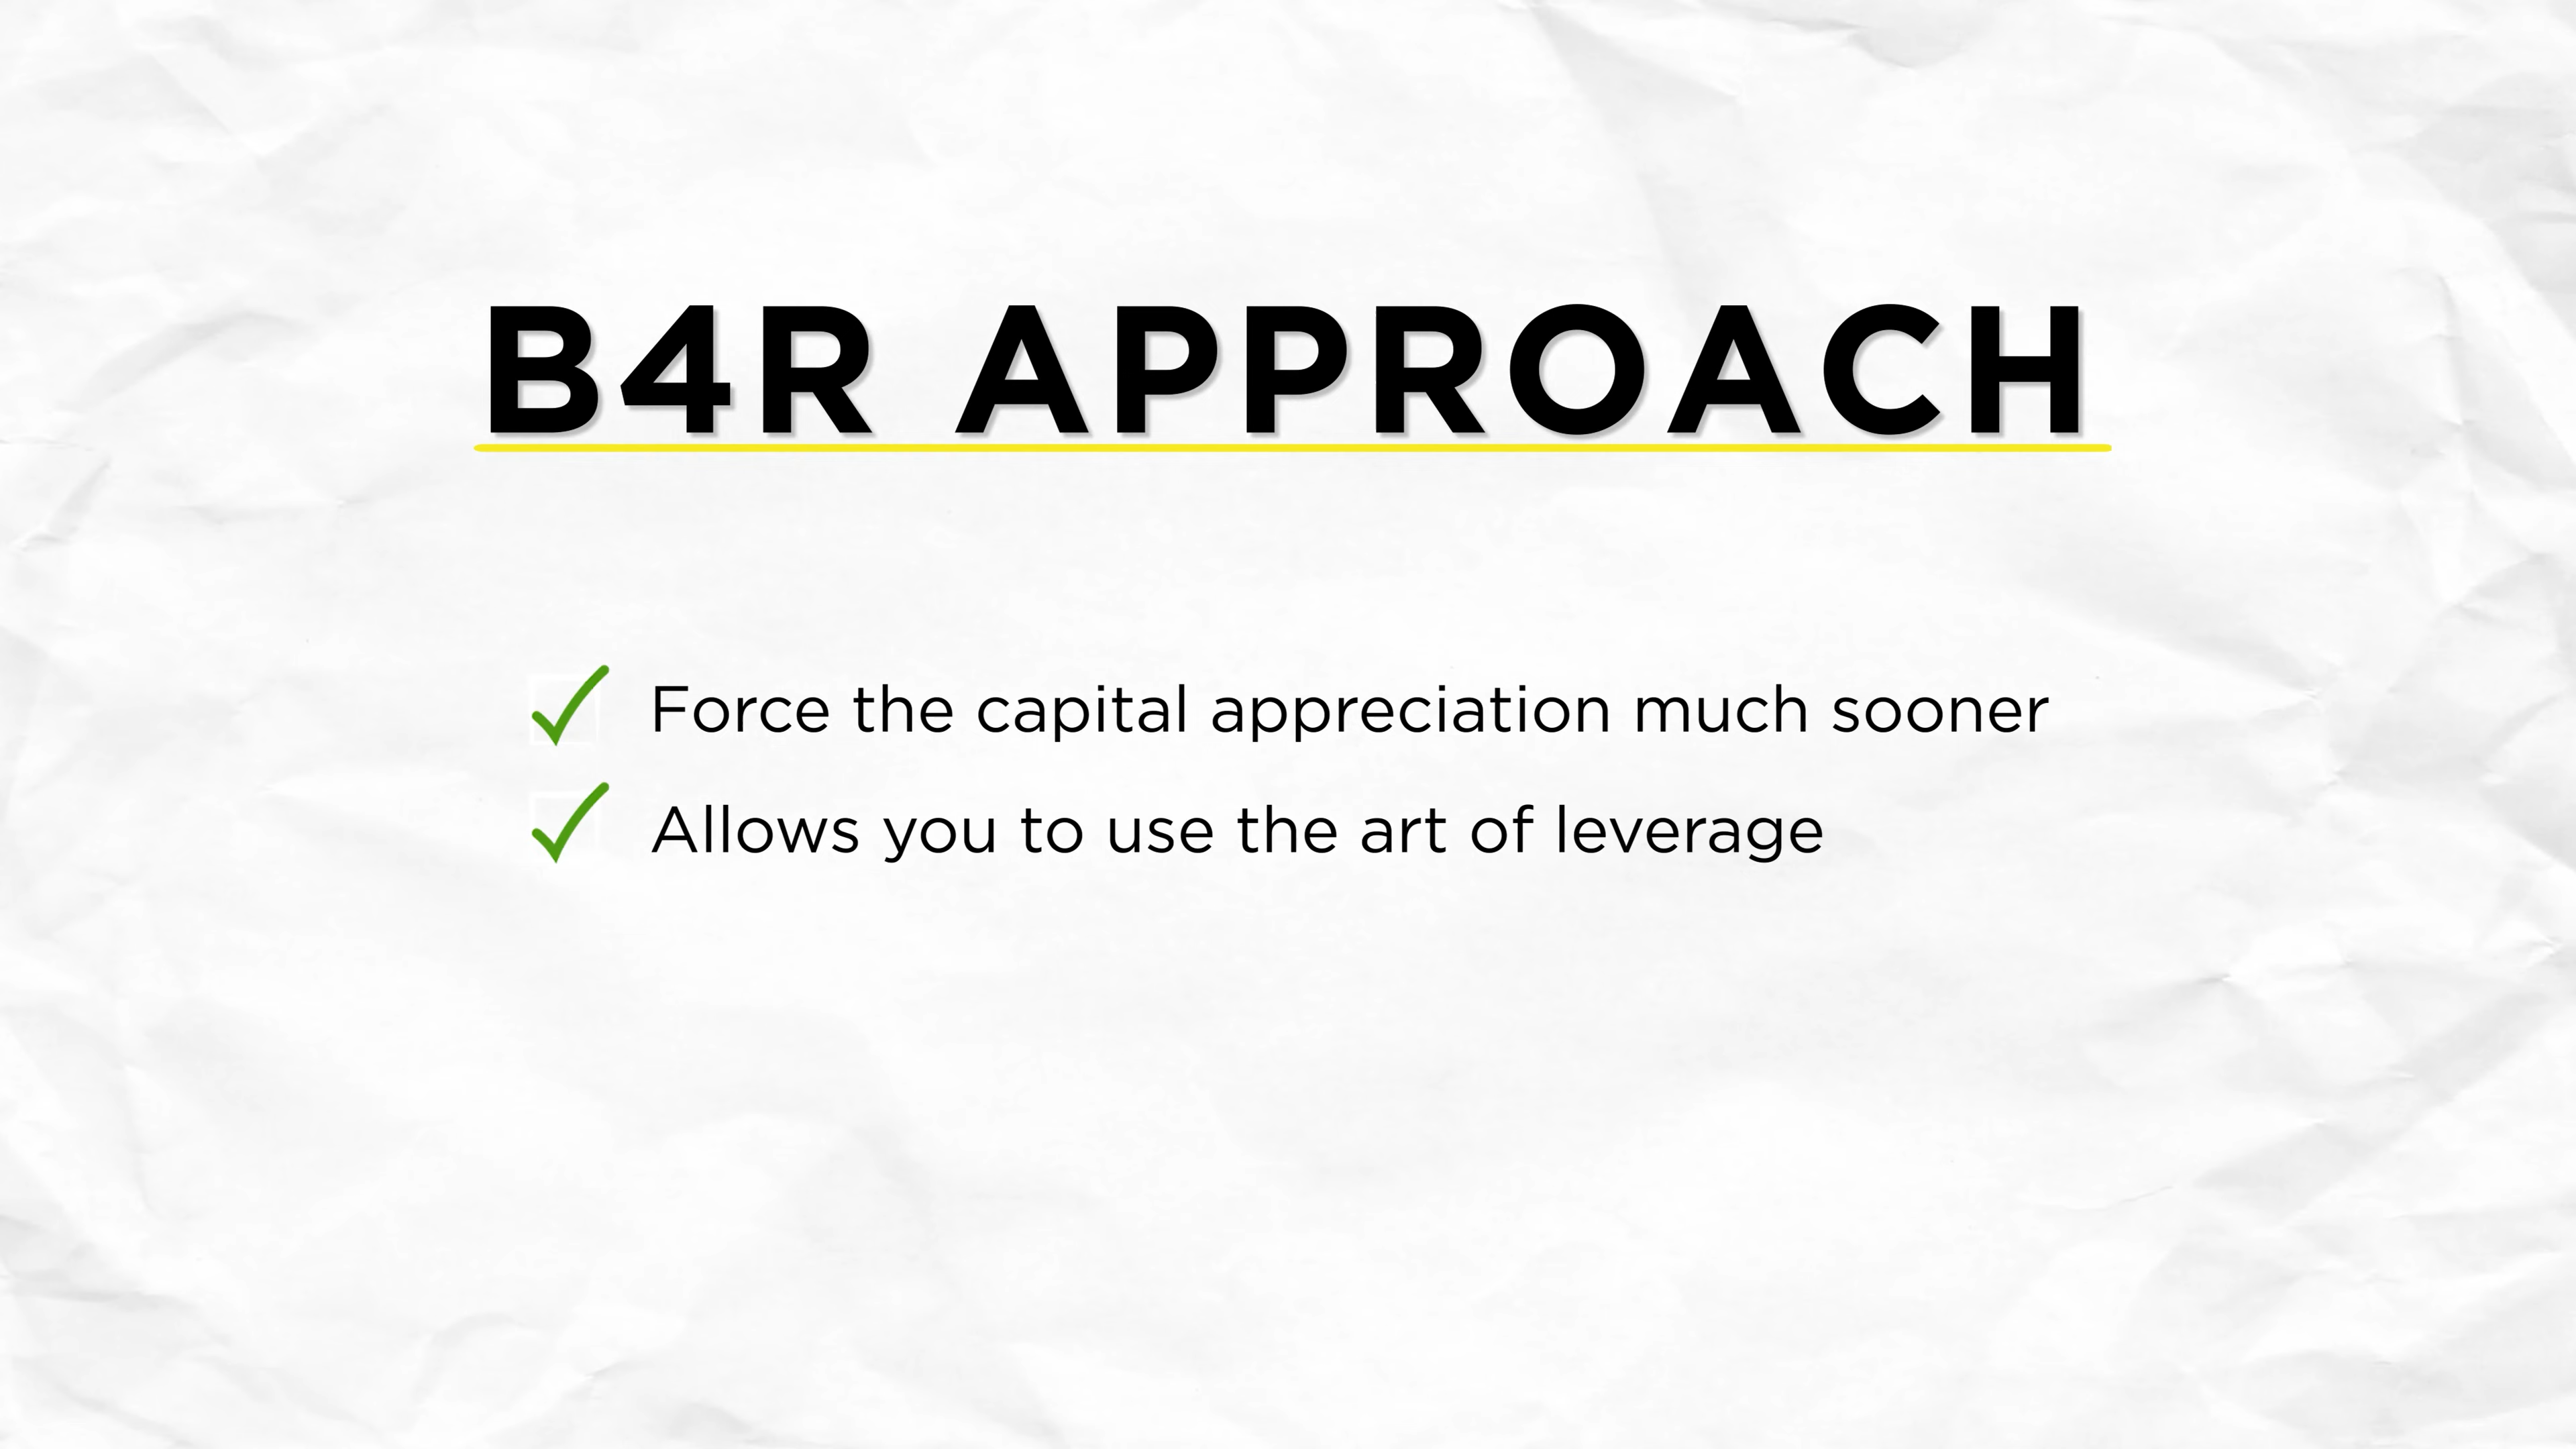 B4R APPROACH
Force the capital appreciation much sooner
Allows you to use the art of leverage